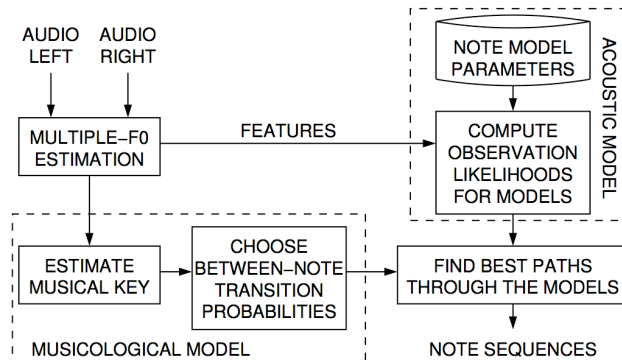 AUDIO
LEFT
AUDIO
RIGHT
NOTE MODEL
PARAMETERS
ACOUSTIC MODEL
MULTIPLE−F0
ESTIMATION
FEATURES
COMPUTE
OBSERVATION
LIKELIHOODS
FOR MODELS
ESTIMATE
MUSICAL KEY
CHOOSE
BETWEEN−NOTE
TRANSITION
PROBABILITIES
FIND BEST PATHS
THROUGH THE MODELS
MUSICOLOGICAL MODEL
NOTE SEQUENCES